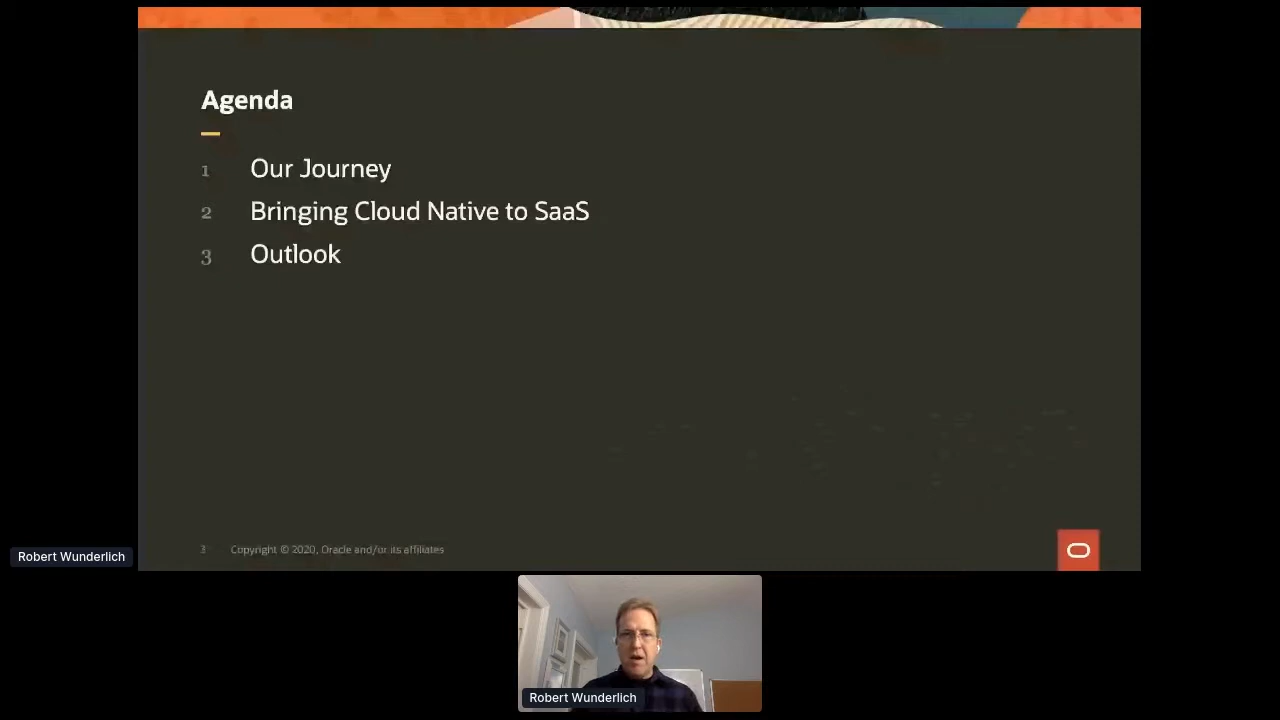 Agenda
1 Our Journey
2 Bringing Cloud Native to SaaS
3 Outlook
3 Copyright © 2020, Oracle and/or its affiliates
Robert Wunderlich
Robert Wunderlich